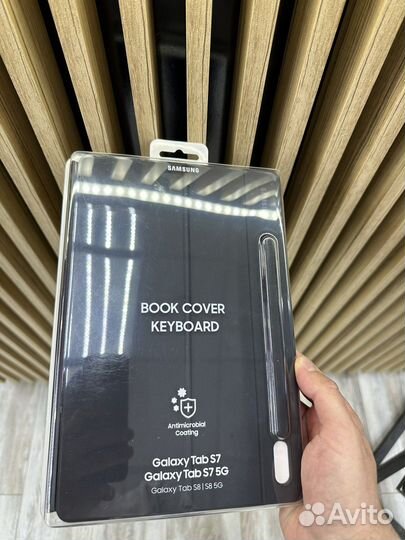 SAMSUNG
BOOK COVER
KEYBOARD
Antimicrobial
Coating
Galaxy Tab S7
Galaxy Tab S7 5G
Galaxy Tab S8 | S8 5G
Avito